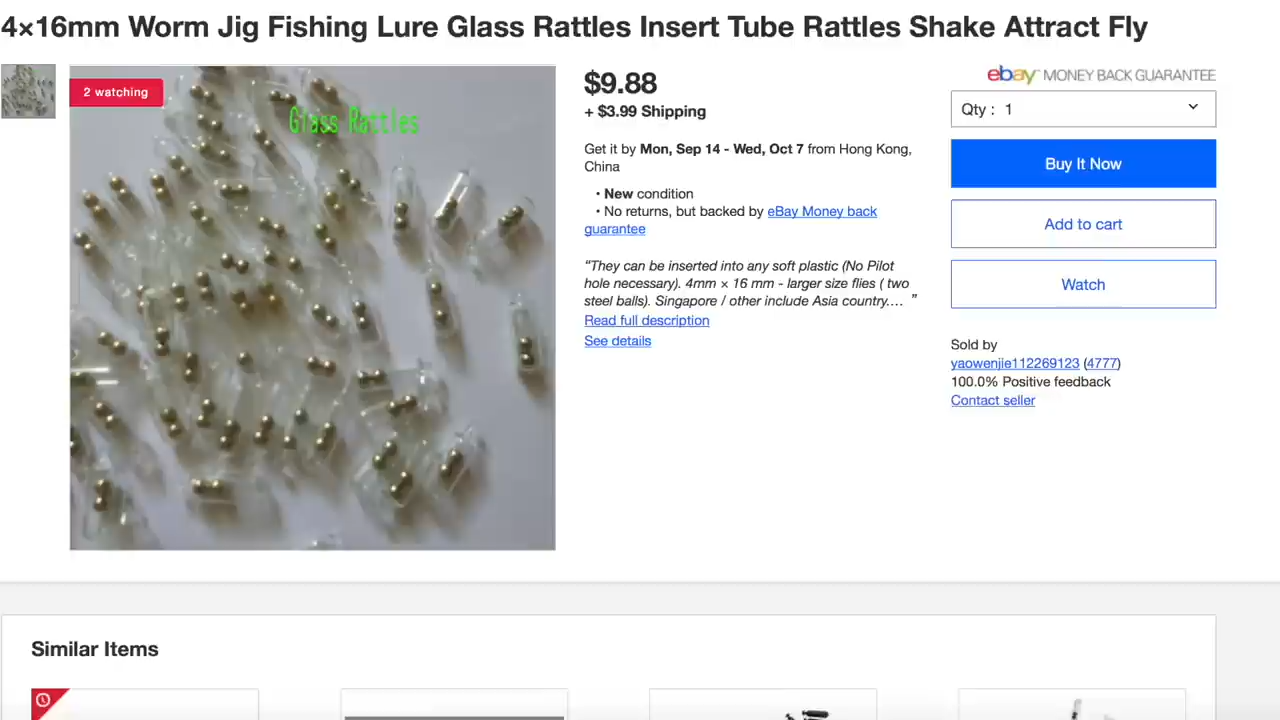 4×16mm Worm Jig Fishing Lure Glass Rattles Insert Tube Rattles Shake Attract Fly
2 watching
Glass Rattles
$9.88
+ $3.99 Shipping
Get it by Mon, Sep 14 - Wed, Oct 7 from Hong Kong,
China
• New condition
• No returns, but backed by eBay Money back
guarantee
“They can be inserted into any soft plastic (No Pilot
hole necessary). 4mm × 16 mm - larger size flies ( two
steel balls). Singapore / other include Asia country.... ”
Read full description
See details
ebay MONEY BACK GUARANTEE
Qty : 1
Buy It Now
Add to cart
Watch
Sold by
yaowenjie112269123 (4777)
100.0% Positive feedback
Contact seller
Similar Items